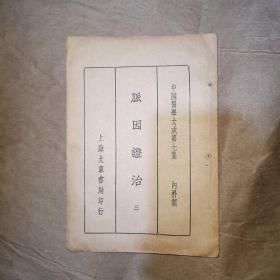 中國醫學大成第七集　內科類
脈因證治　三
上海大東書局印行